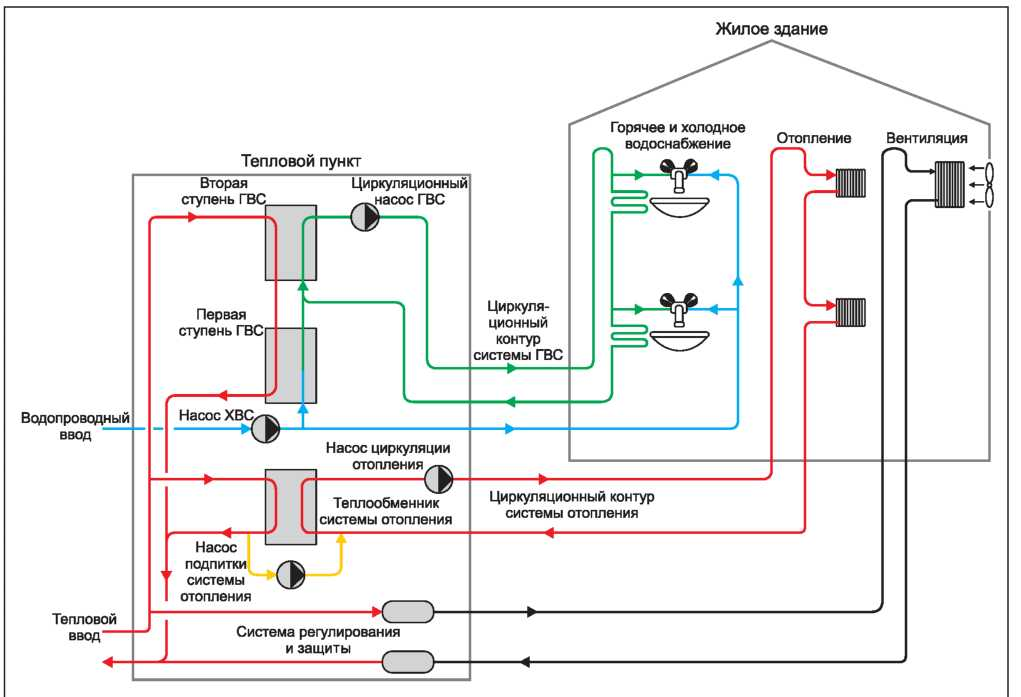 Жилое здание
Горячее и холодное
водоснабжение
Отопление
Вентиляция
Тепловой пункт
Вторая
ступень ГВС
Циркуляционный
насос ГВС
Первая
ступень ГВС
Циркуля-
ционный
контур
системы ГВС
Водопроводный
ввод
Насос ХВС
Насос циркуляции
отопления
Теплообменник
системы отопления
Циркуляционный контур
системы отопления
Насос
подпитки
системы
отопления
Тепловой
ввод
Система регулирования
и защиты